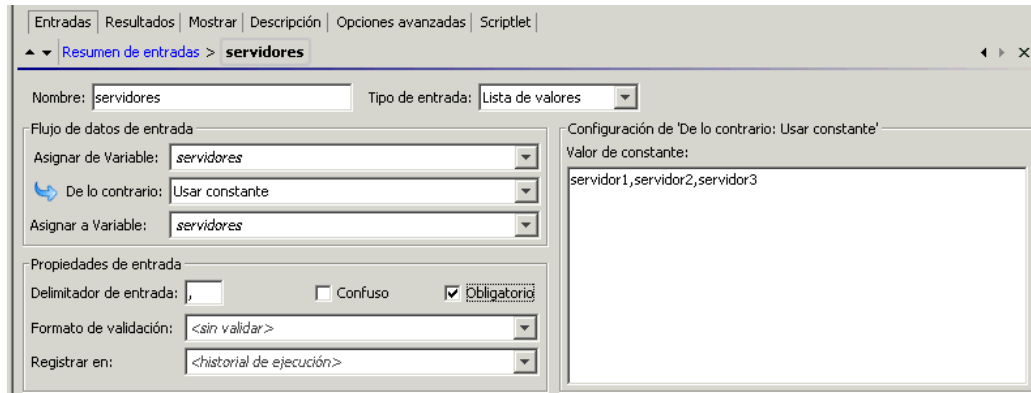 Entradas Resultados Mostrar Descripción Opciones avanzadas Scriptlet
Resumen de entradas > servidores
Nombre: servidores Tipo de entrada: Lista de valores
Flujo de datos de entrada
Asignar de Variable: servidores
De lo contrario: Usar constante
Asignar a Variable: servidores
Propiedades de entrada
Delimitador de entrada: , Confuso Obligatorio
Formato de validación: <sin validar>
Registrar en: <historial de ejecución>
Configuración de 'De lo contrario: Usar constante'
Valor de constante:
servidor1,servidor2,servidor3